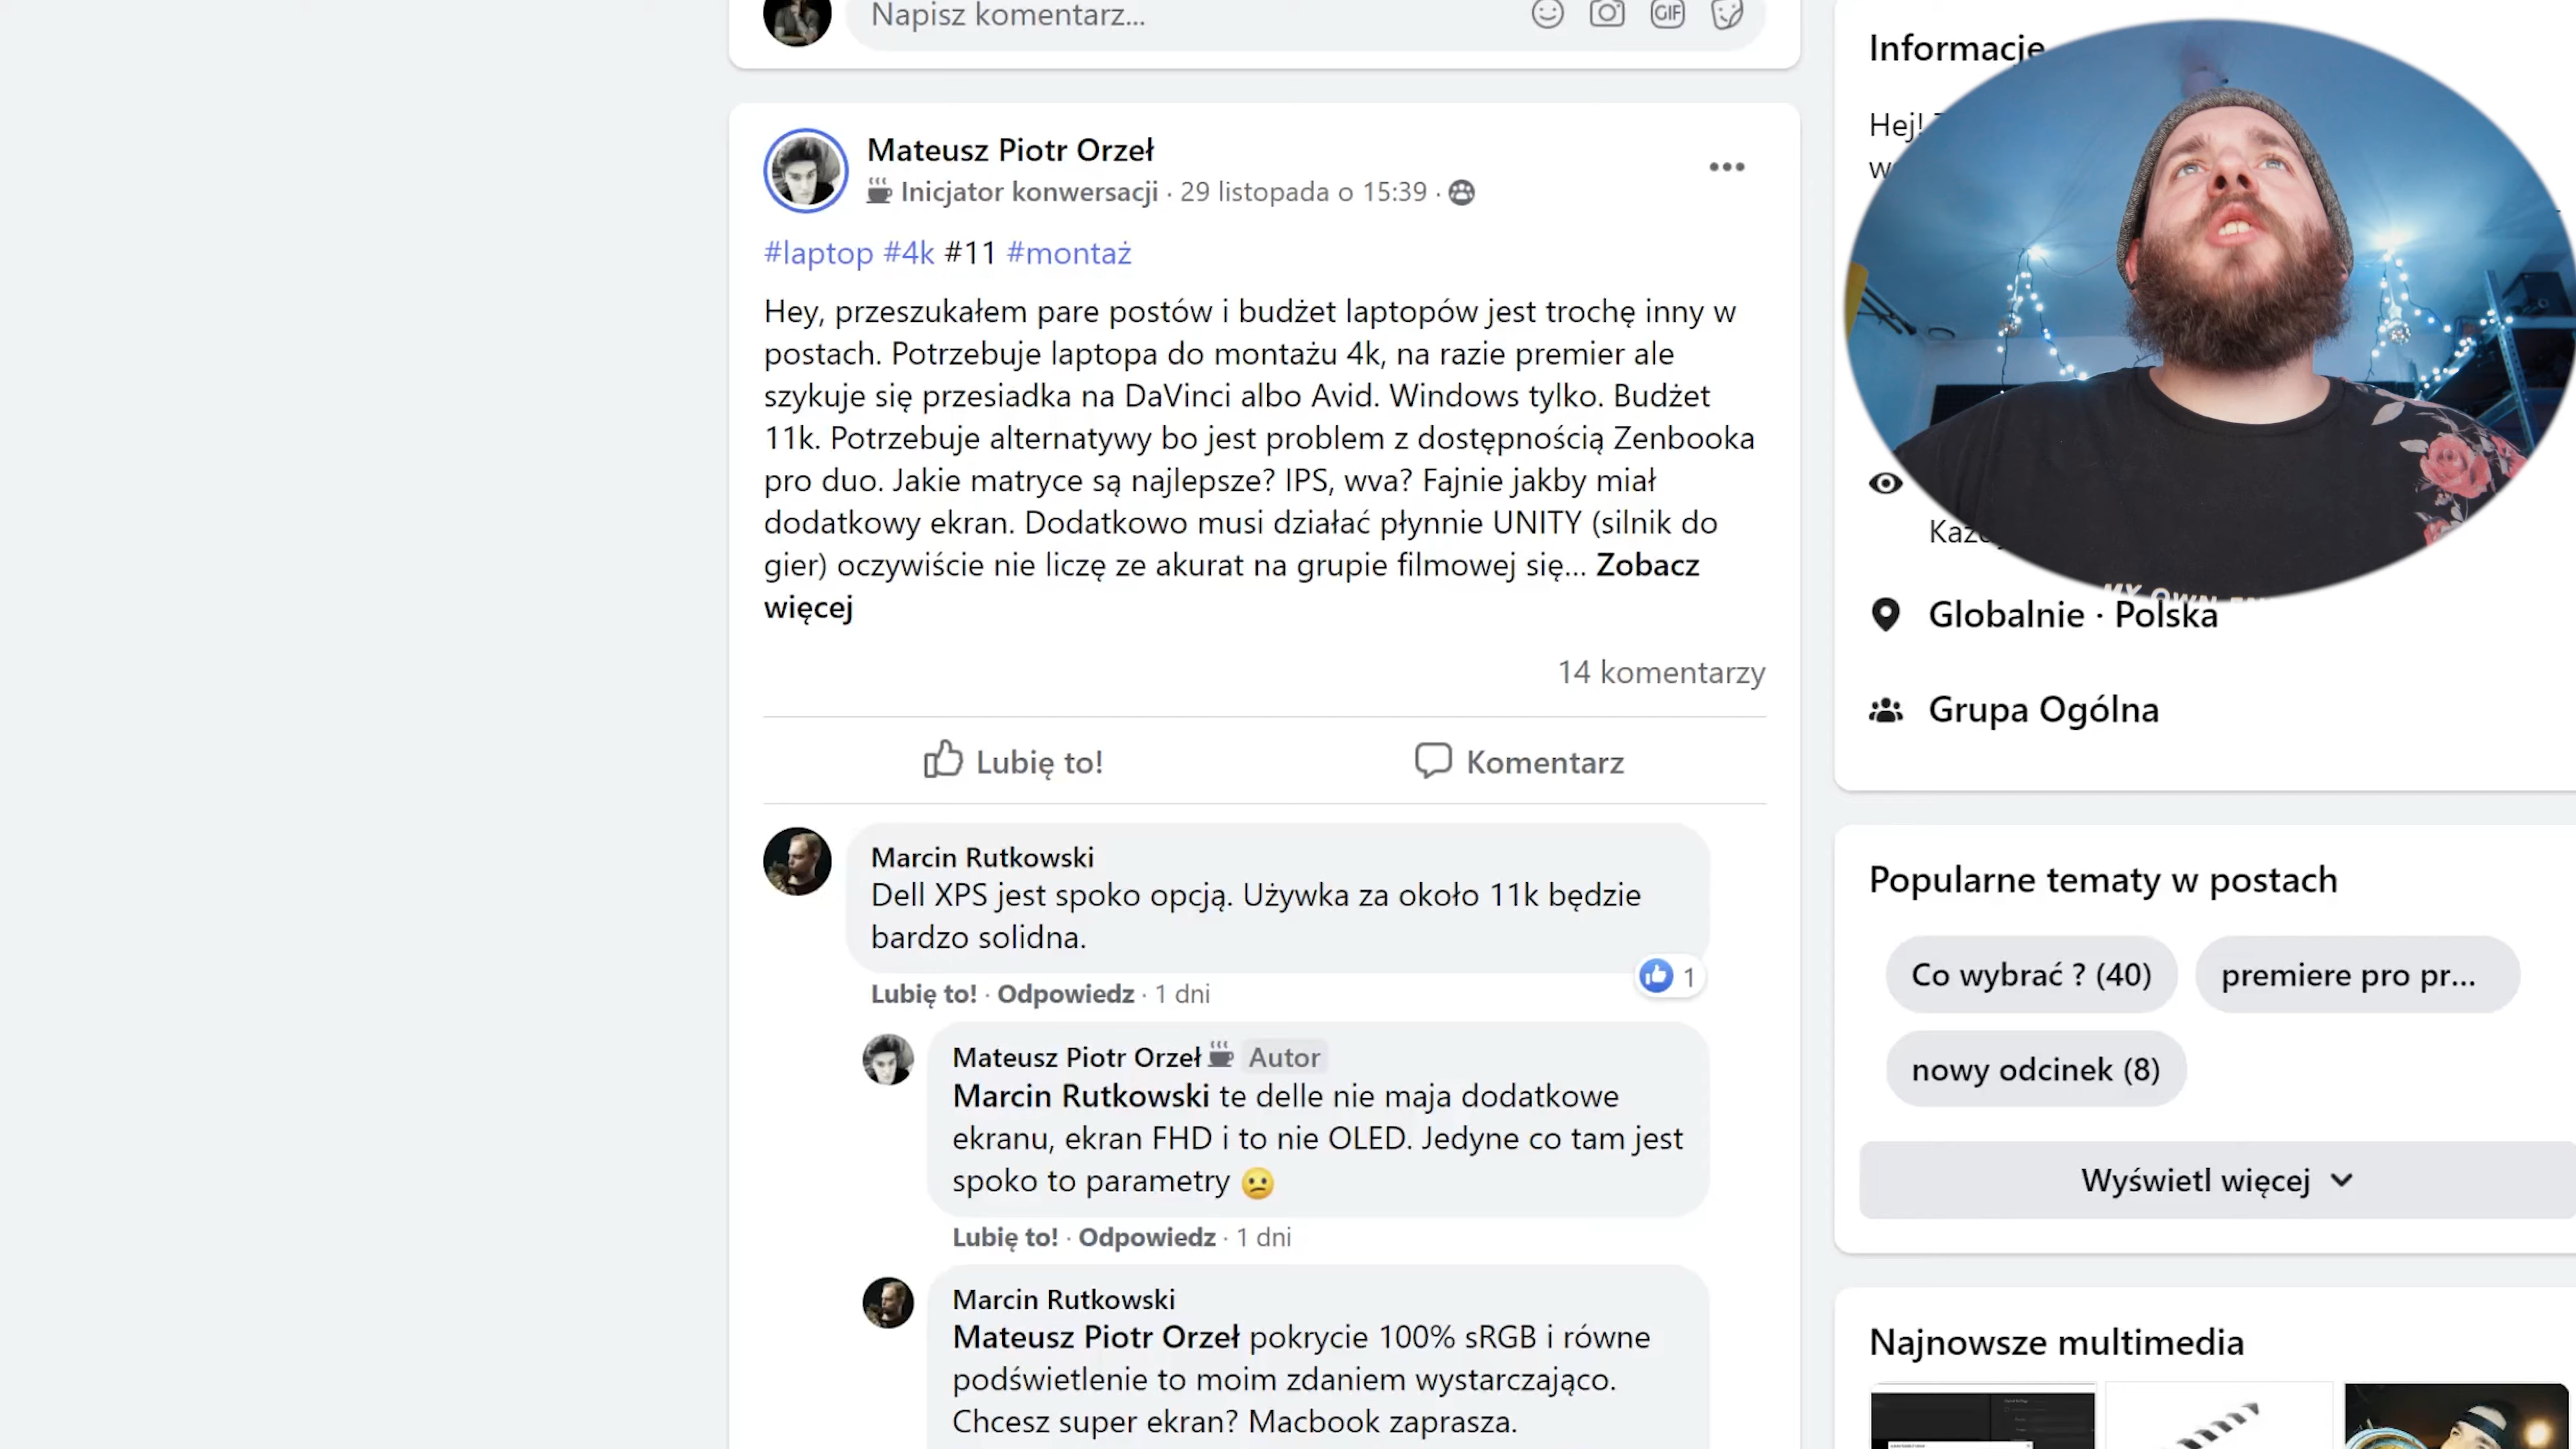 Napisz komentarz...
GIF
Mateusz Piotr Orzeł
Inicjator konwersacji · 29 listopada o 15:39 ·
#laptop #4k #11 #montaż
Hey, przeszukałem pare postów i budżet laptopów jest trochę inny w
postach. Potrzebuje laptopa do montażu 4k, na razie premier ale
szykuje się przesiadka na DaVinci albo Avid. Windows tylko. Budżet
11k. Potrzebuje alternatywy bo jest problem z dostępnością Zenbooka
pro duo. Jakie matryce są najlepsze? IPS, wva? Fajnie jakby miał
dodatkowy ekran. Dodatkowo musi działać płynnie UNITY (silnik do
gier) oczywiście nie liczę ze akurat na grupie filmowej się... Zobacz
więcej
14 komentarzy
Lubię to!
Komentarz
Marcin Rutkowski
Dell XPS jest spoko opcją. Używka za około 11k będzie
bardzo solidna.
1
Lubię to! · Odpowiedz · 1 dni
Mateusz Piotr Orzeł Autor
Marcin Rutkowski te delle nie maja dodatkowe
ekranu, ekran FHD i to nie OLED. Jedyne co tam jest
spoko to parametry
Lubię to! · Odpowiedz · 1 dni
Marcin Rutkowski
Mateusz Piotr Orzeł pokrycie 100% sRGB i równe
podświetlenie to moim zdaniem wystarczająco.
Chcesz super ekran? Macbook zaprasza.
Informacje
Hej!
MY OWN
Globalnie · Polska
Grupa Ogólna
Popularne tematy w postach
Co wybrać ? (40)
premiere pro pr...
nowy odcinek (8)
Wyświetl więcej
Najnowsze multimedia